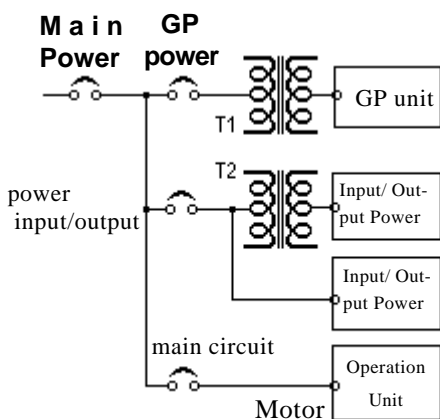 Main
Power
GP
power
T1
GP unit
T2
power
input/output
Input/ Out-
put Power
Input/ Out-
put Power
main circuit
Operation
Unit
Motor